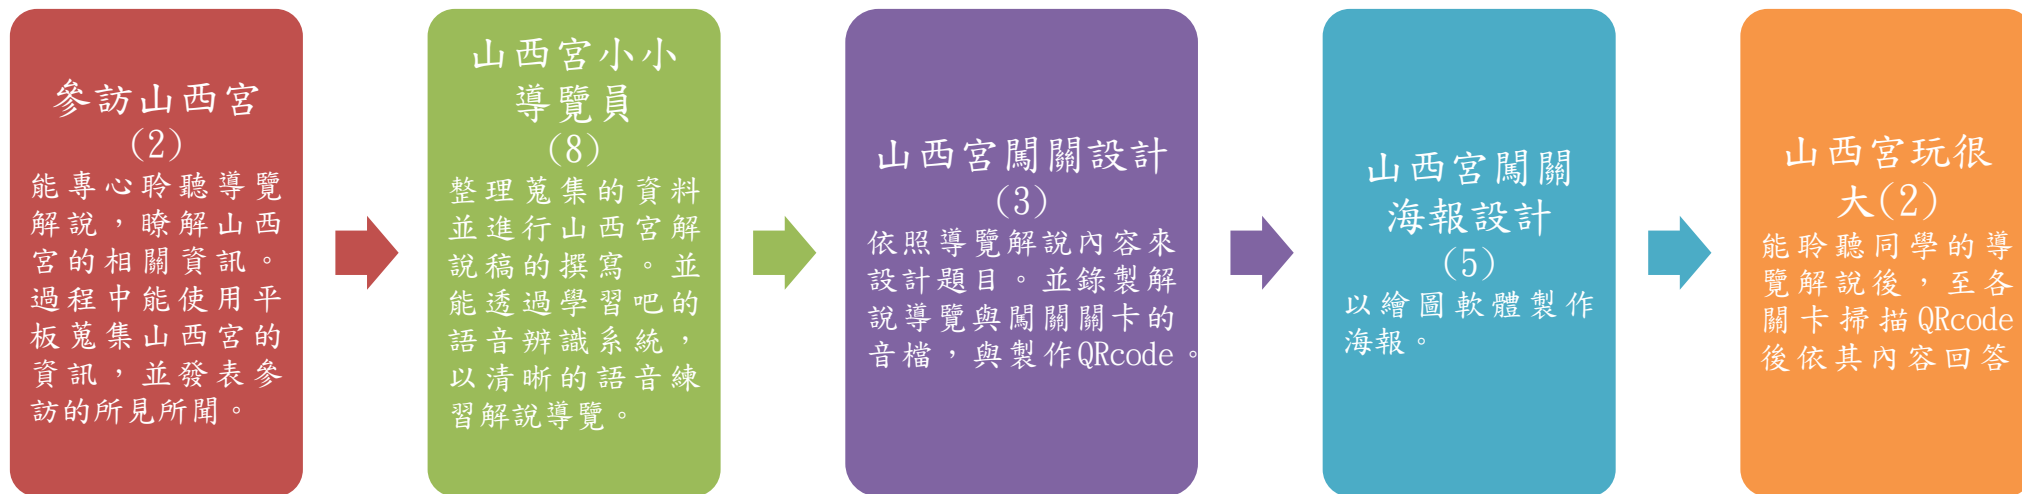 參訪山西宮
(2)
能專心聆聽導覽
解說，瞭解山西
宮的相關資訊。
過程中能使用平
板蒐集山西宮的
資訊，並發表參
訪的所見所聞。
山西宮小小
導覽員
(8)
整理蒐集的資料
並進行山西宮解
說稿的撰寫。並
能透過學習吧的
語音辨識系統，
以清晰的語音練
習解說導覽。
山西宮闖關設計
(3)
依照導覽解說內容來
設計題目。並錄製解
說導覽與闖關關卡的
音檔，與製作QRcode。
山西宮闖關
海報設計
(5)
以繪圖軟體製作
海報。
山西宮玩很
大(2)
能聆聽同學的導
覽解說後，至各
關卡掃描QRcode
後依其內容回答